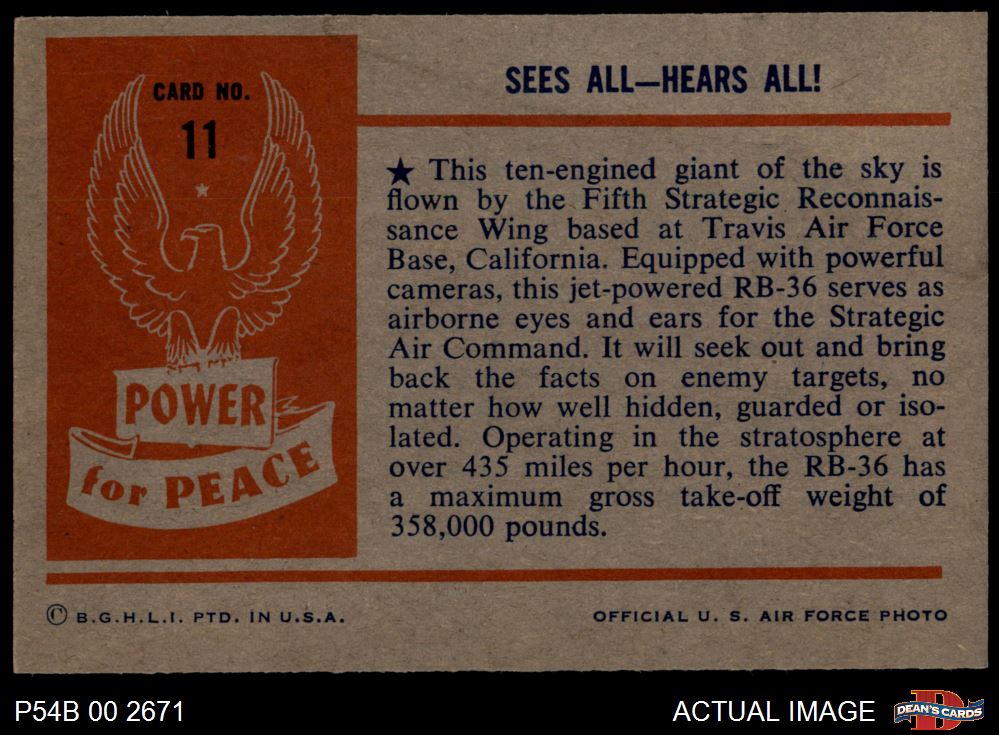 CARD NO.
11
POWER
for PEACE
SEES ALL—HEARS ALL!
★ This ten-engined giant of the sky is
flown by the Fifth Strategic Reconnais-
sance Wing based at Travis Air Force
Base, California. Equipped with powerful
cameras, this jet-powered RB-36 serves as
airborne eyes and ears for the Strategic
Air Command. It will seek out and bring
back the facts on enemy targets, no
matter how well hidden, guarded or iso-
lated. Operating in the stratosphere at
over 435 miles per hour, the RB-36 has
a maximum gross take-off weight of
358,000 pounds.
© B.G.H.L.I. PTD. IN U.S.A.
OFFICIAL U. S. AIR FORCE PHOTO
P54B 00 2671
ACTUAL IMAGE
D
DEAN'S CARDS